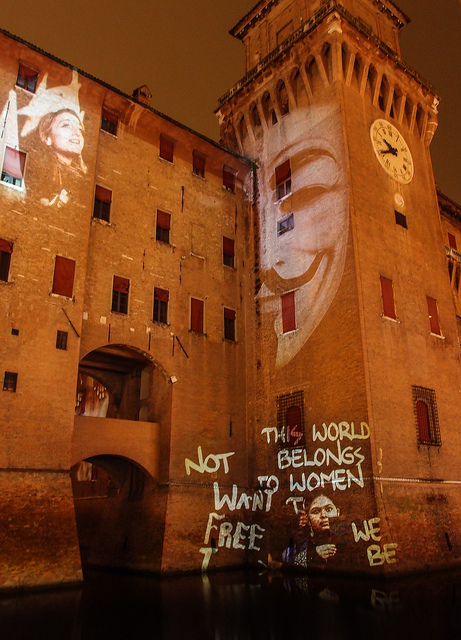 THIS WORLD
BELONGS
TO WOMEN
NOT
WANT T
FREE
T
WE
BE